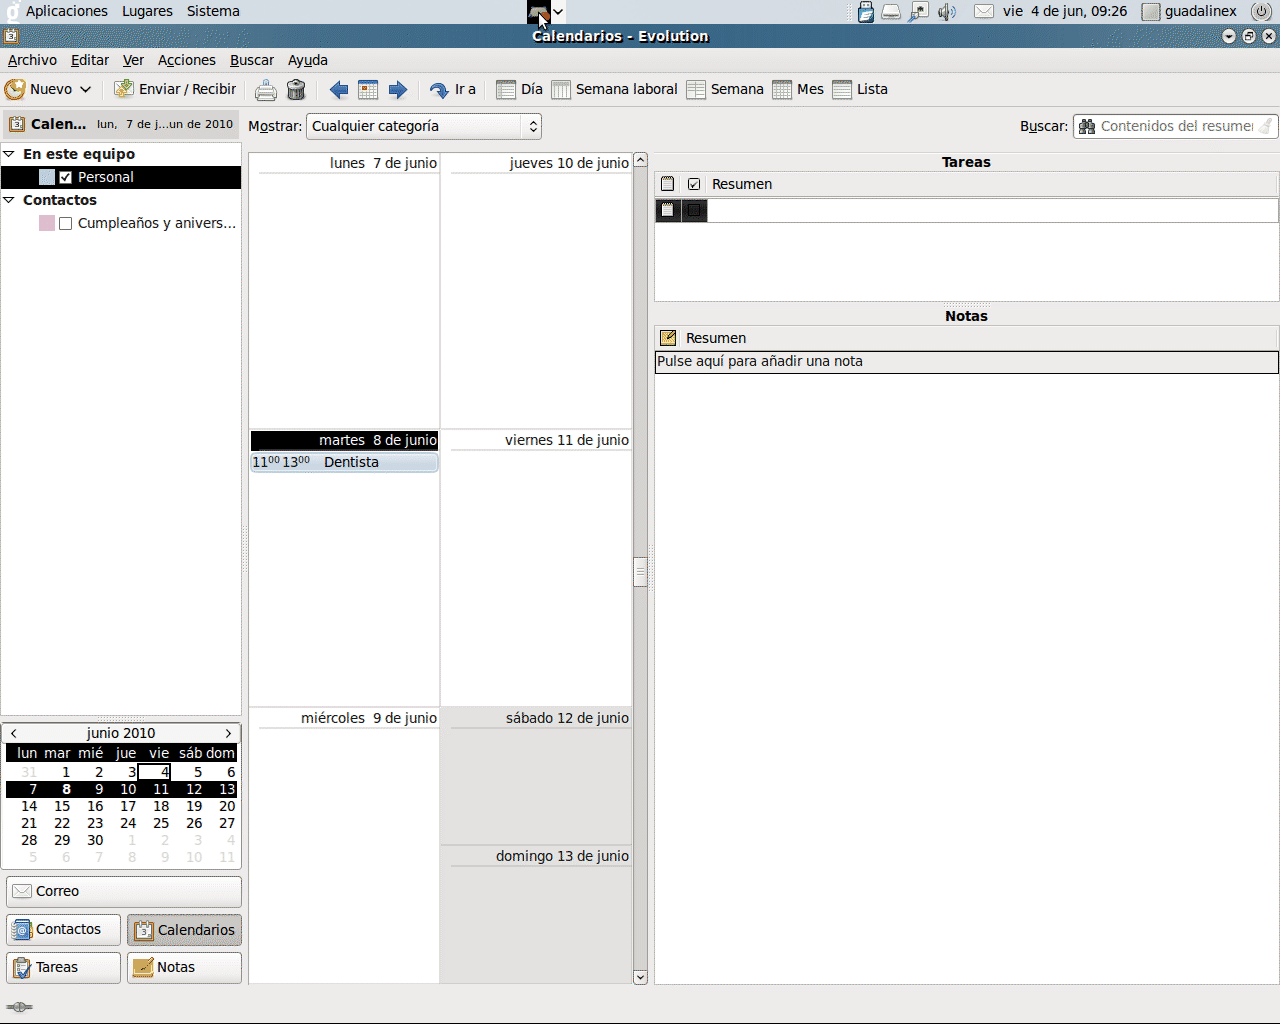 Aplicaciones Lugares Sistema
vie 4 de jun, 09:26 guadalinex
Calendarios - Evolution
Archivo Editar Ver Acciones Buscar Ayuda
Nuevo Enviar / Recibir Ir a Día Semana laboral Semana Mes Lista
Calen... lun, 7 de j...un de 2010
Mostrar: Cualquier categoría
Buscar: Contenidos del resumen
En este equipo
Personal
Contactos
Cumpleaños y anivers...
lunes 7 de junio
jueves 10 de junio
martes 8 de junio
11⁰⁰ 13⁰⁰ Dentista
viernes 11 de junio
miércoles 9 de junio
sábado 12 de junio
domingo 13 de junio
Tareas
Resumen
Notas
Resumen
Pulse aquí para añadir una nota
junio 2010
lun mar mié jue vie sáb dom
31 1 2 3 4 5 6
7 8 9 10 11 12 13
14 15 16 17 18 19 20
21 22 23 24 25 26 27
28 29 30 1 2 3 4
5 6 7 8 9 10 11
Correo
Contactos Calendarios
Tareas Notas